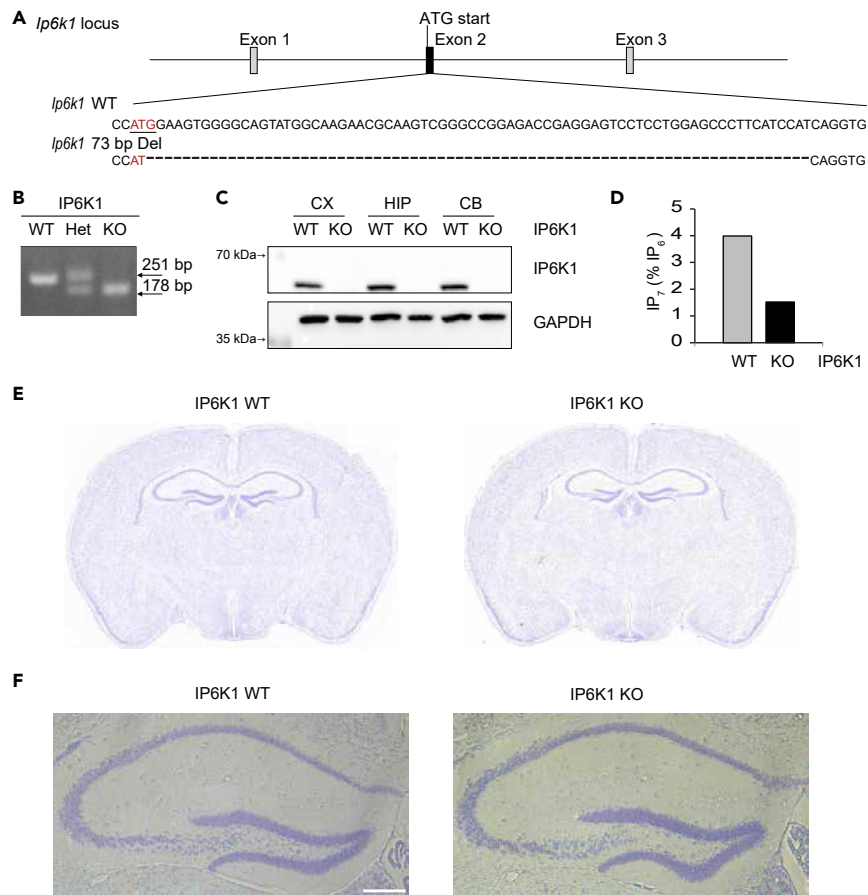 A
Ip6k1 locus
ATG start
Exon 1
Exon 2
Exon 3
Ip6k1 WT
CCATGGAAGTGGGGCAGTATGGCAAGAACGCAAGTCGGGCCGGAGACCGAGGAGTCCTCCTGGAGCCCTTCATCCATCAGGTG
Ip6k1 73 bp Del
CCAT-----------------------------------------------------------------------CAGGTG
B
IP6K1
WT Het KO
251 bp
178 bp
C
CX HIP CB
WT KO WT KO WT KO IP6K1
70 kDa→
IP6K1
GAPDH
35 kDa→
D
IP7 (% IP6)
5
4
3
2
1
0
WT KO IP6K1
E
IP6K1 WT
IP6K1 KO
F
IP6K1 WT
IP6K1 KO